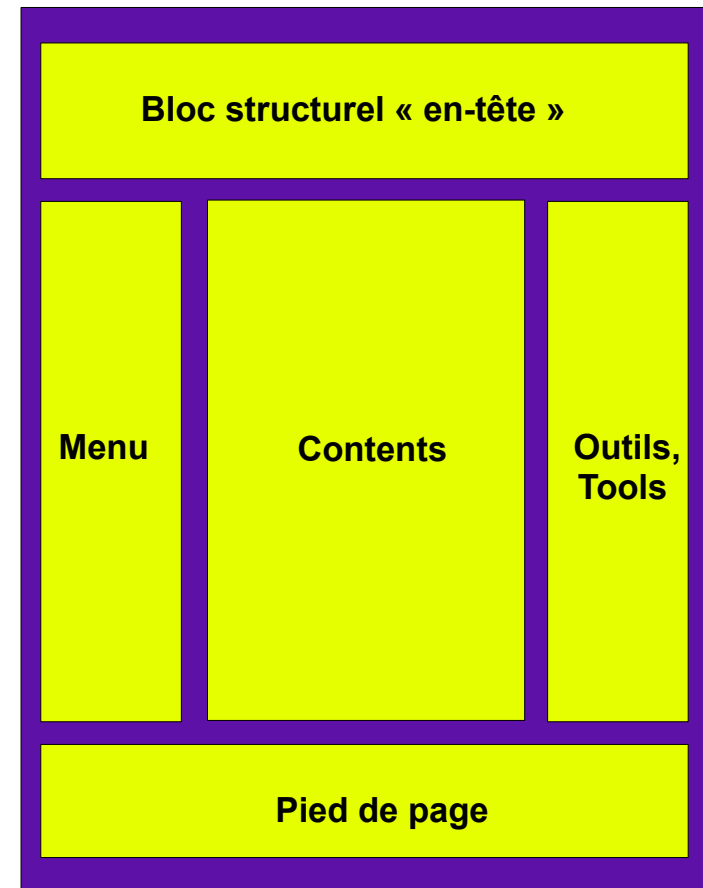 Bloc structurel « en-tête »
Menu
Contents
Outils,
Tools
Pied de page